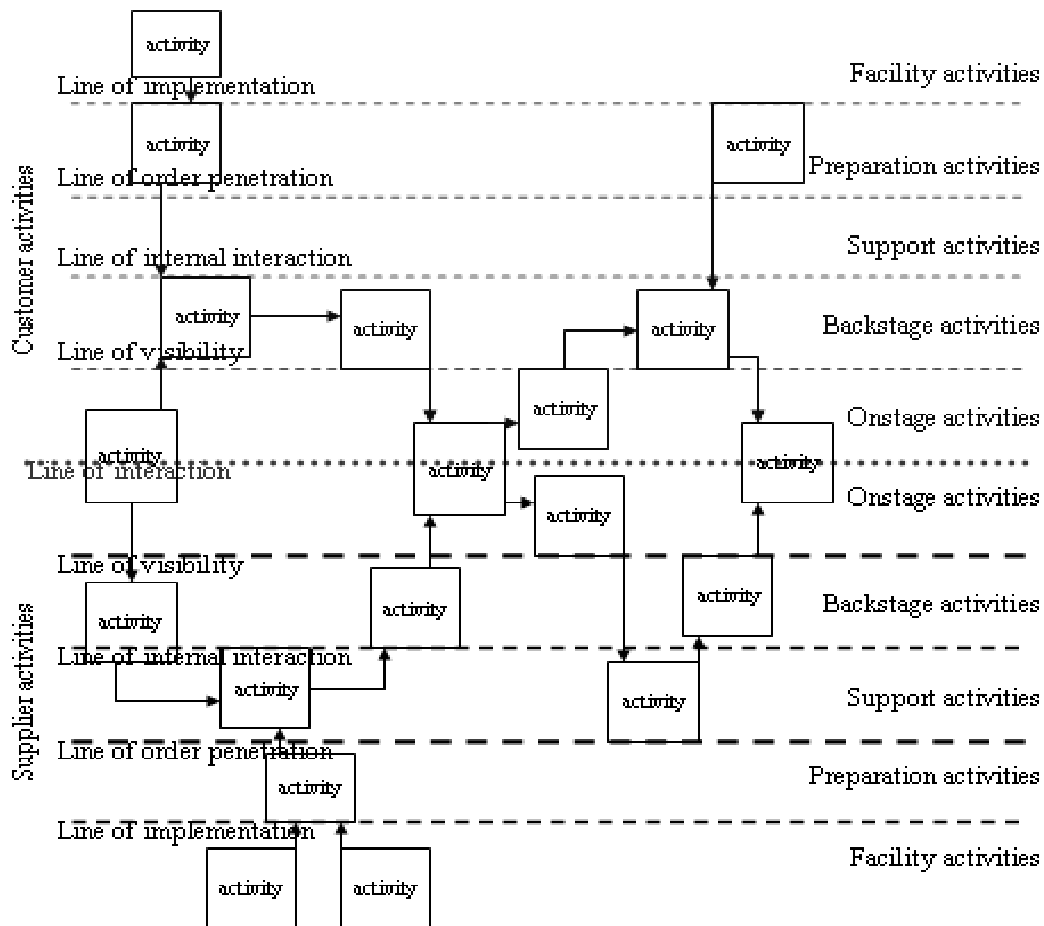 activity
Facility activities
Line of implementation
activity
activity
Preparation activities
Line of order penetration
Customer activities
Support activities
Line of internal interaction
activity
activity
activity
Backstage activities
Line of visibility
activity
Onstage activities
activity
activity
activity
Line of interaction
Onstage activities
activity
Line of visibility
activity
activity
activity
Backstage activities
Line of internal interaction
Supplier activities
activity
activity
Support activities
Line of order penetration
activity
Preparation activities
Line of implementation
Facility activities
activity
activity